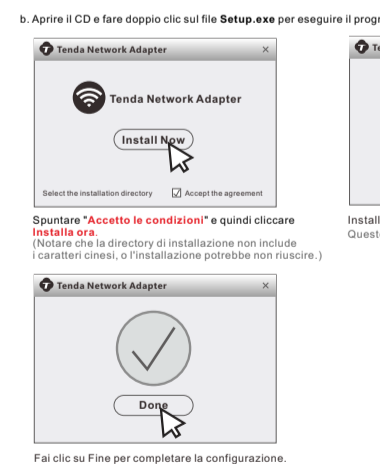 b. Aprire il CD e fare doppio clic sul file Setup.exe per eseguire il
Tenda Network Adapter
Tenda Network Adapter
Install Now
Select the installation directory Accept the agreement
Spuntare "Accetto le condizioni" e quindi cliccare
Installa ora.
(Notare che la directory di installazione non include
i caratteri cinesi, o l'installazione potrebbe non riuscire.)
Tenda Network Adapter
Done
Fai clic su Fine per completare la configurazione.